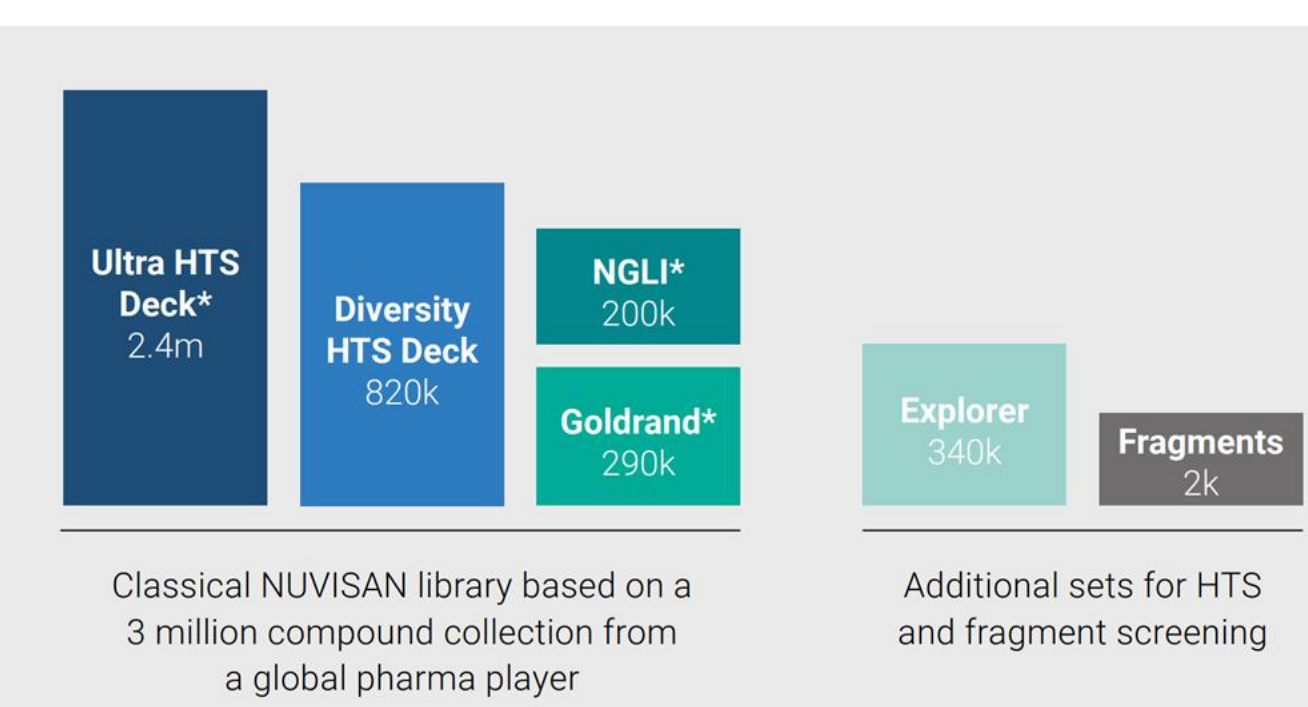 Ultra HTS
Deck*
2.4m
Diversity
HTS Deck
820k
NGLI*
200k
Goldrand*
290k
Explorer
340k
Fragments
2k
Classical NUVISAN library based on a
3 million compound collection from
a global pharma player
Additional sets for HTS
and fragment screening